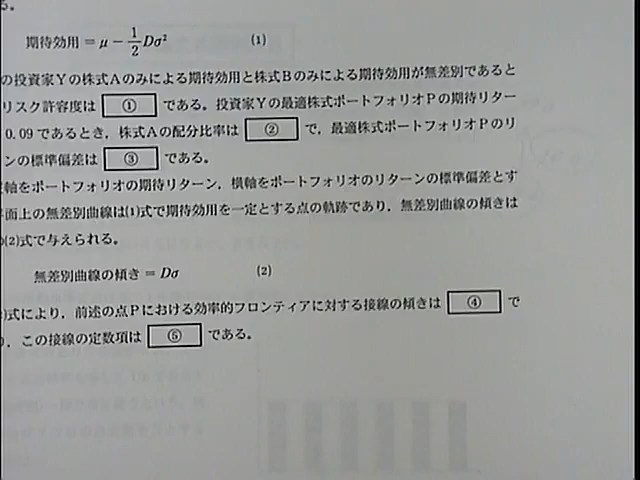 る。
期待効用 = μ − 1/2 Dσ² (1)
の投資家Yの株式Aのみによる期待効用と株式Bのみによる期待効用が無差別であると
リスク許容度は ① である。投資家Yの最適株式ポートフォリオPの期待リター
0.09であるとき，株式Aの配分比率は ② で，最適株式ポートフォリオPのリ
ンの標準偏差は ③ である。
軸をポートフォリオの期待リターン，横軸をポートフォリオのリターンの標準偏差とす
面上の無差別曲線は(1)式で期待効用を一定とする点の軌跡であり，無差別曲線の傾きは
(2)式で与えられる。
無差別曲線の傾き = Dσ (2)
)式により，前述の点Pにおける効率的フロンティアに対する接線の傾きは ④ で
，この接線の定数項は ⑤ である。